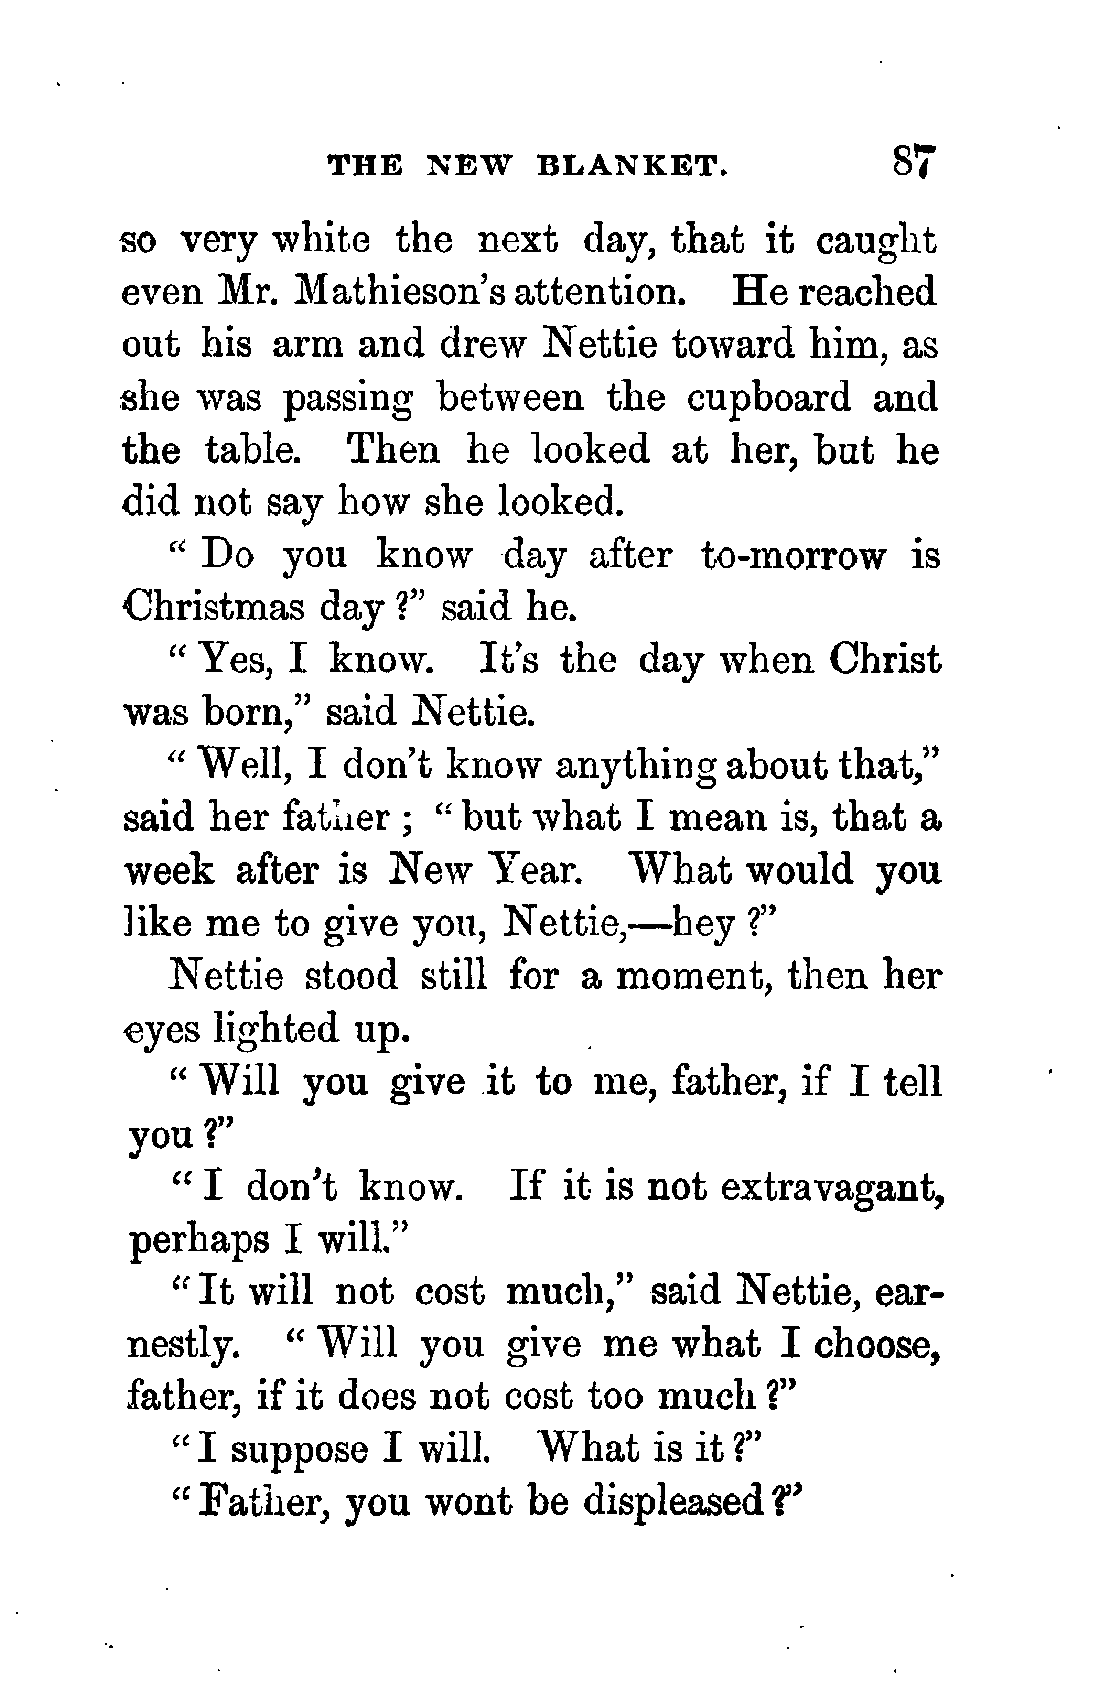 THE NEW BLANKET. 87
so very white the next day, that it caught
even Mr. Mathieson's attention. He reached
out his arm and drew Nettie toward him, as
she was passing between the cupboard and
the table. Then he looked at her, but he
did not say how she looked.
" Do you know day after to-morrow is
Christmas day ?" said he.
" Yes, I know. It's the day when Christ
was born," said Nettie.
" Well, I don't know anything about that,"
said her father ; " but what I mean is, that a
week after is New Year. What would you
like me to give you, Nettie,—hey ?"
Nettie stood still for a moment, then her
eyes lighted up.
" Will you give it to me, father, if I tell
you ?"
" I don't know. If it is not extravagant,
perhaps I will."
" It will not cost much," said Nettie, ear-
nestly. " Will you give me what I choose,
father, if it does not cost too much ?"
" I suppose I will. What is it ?"
" Father, you wont be displeased ?"